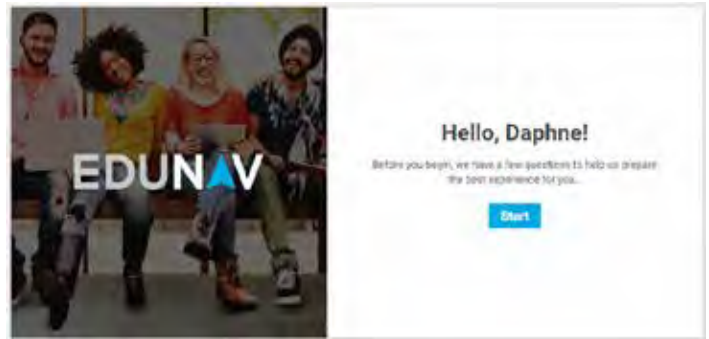 EDUNAV
Hello, Daphne!
Before you begin, we have a few questions to help us prepare
the best experience for you.
Start